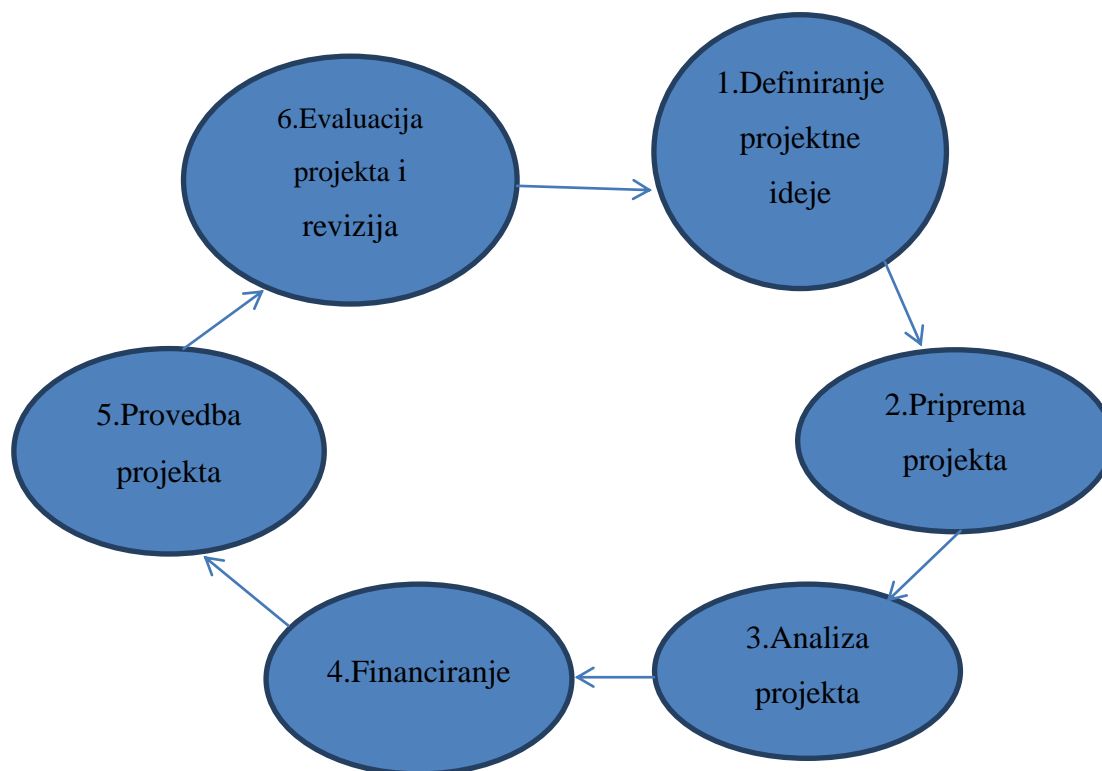 1.Definiranje
projektne
ideje
2.Priprema
projekta
3.Analiza
projekta
4.Financiranje
5.Provedba
projekta
6.Evaluacija
projekta i
revizija